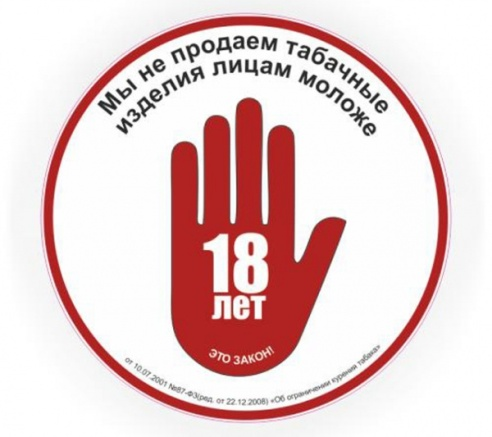 Мы не продаем табачные
изделия лицам моложе
18
лет
ЭТО ЗАКОН!
от 10.07.2001 №87-ФЗ(ред. от 22.12.2008) «Об ограничении курения табака»